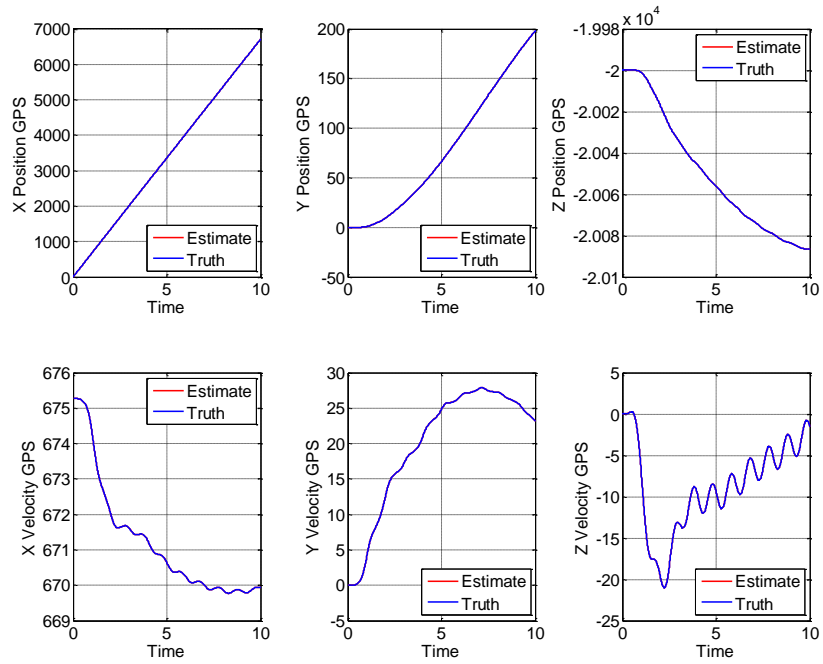 X Position GPS
7000
6000
5000
4000
3000
2000
1000
0
0 5 10
Time
Estimate
Truth
Y Position GPS
200
150
100
50
0
-50
0 5 10
Time
Estimate
Truth
Z Position GPS
-1.998 x 10^4
-2
-2.002
-2.004
-2.006
-2.008
-2.01
0 5 10
Time
Estimate
Truth
X Velocity GPS
676
675
674
673
672
671
670
669
0 5 10
Time
Estimate
Truth
Y Velocity GPS
30
25
20
15
10
5
0
-5
0 5 10
Time
Estimate
Truth
Z Velocity GPS
5
0
-5
-10
-15
-20
-25
0 5 10
Time
Estimate
Truth